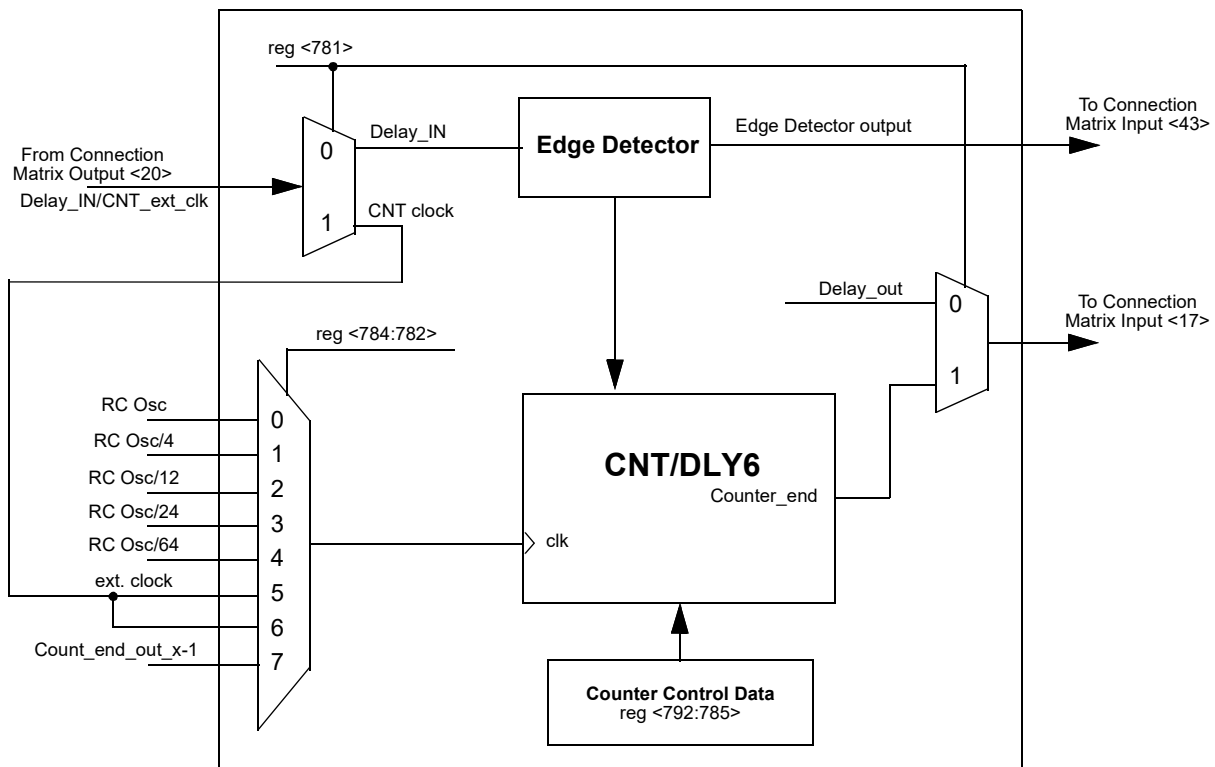 reg <781>
0
1
Delay_IN
CNT clock
Edge Detector
Edge Detector output
To Connection
Matrix Input <43>
From Connection
Matrix Output <20>
Delay_IN/CNT_ext_clk
Delay_out
0
1
To Connection
Matrix Input <17>
reg <784:782>
RC Osc
RC Osc/4
RC Osc/12
RC Osc/24
RC Osc/64
ext. clock
Count_end_out_x-1
0
1
2
3
4
5
6
7
CNT/DLY6
Counter_end
clk
Counter Control Data
reg <792:785>